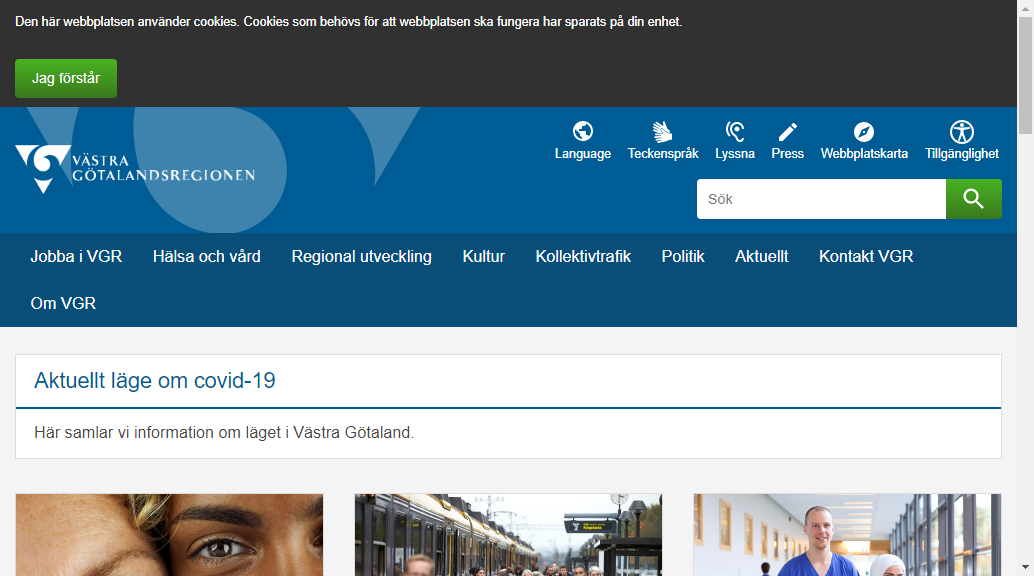 Den här webbplatsen använder cookies. Cookies som behövs för att webbplatsen ska fungera har sparats på din enhet.
Jag förstår
Language
Teckenspråk
Lyssna
Press
Webbplatskarta
Tillgänglighet
VÄSTRA
GÖTALANDSREGIONEN
Sök
Jobba i VGR
Hälsa och vård
Regional utveckling
Kultur
Kollektivtrafik
Politik
Aktuellt
Kontakt VGR
Om VGR
Aktuellt läge om covid-19
Här samlar vi information om läget i Västra Götaland.